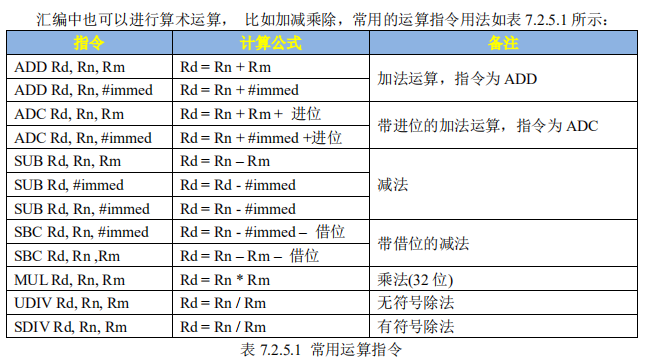 汇编中也可以进行算术运算， 比如加减乘除，常用的运算指令用法如表 7.2.5.1 所示：
指令 计算公式 备注
ADD Rd, Rn, Rm Rd = Rn + Rm 加法运算，指令为 ADD
ADD Rd, Rn, #immed Rd = Rn + #immed
ADC Rd, Rn, Rm Rd = Rn + Rm + 进位 带进位的加法运算，指令为 ADC
ADC Rd, Rn, #immed Rd = Rn + #immed +进位
SUB Rd, Rn, Rm Rd = Rn – Rm 减法
SUB Rd, #immed Rd = Rd - #immed
SUB Rd, Rn, #immed Rd = Rn - #immed
SBC Rd, Rn, #immed Rd = Rn - #immed – 借位 带借位的减法
SBC Rd, Rn ,Rm Rd = Rn – Rm – 借位
MUL Rd, Rn, Rm Rd = Rn * Rm 乘法(32 位)
UDIV Rd, Rn, Rm Rd = Rn / Rm 无符号除法
SDIV Rd, Rn, Rm Rd = Rn / Rm 有符号除法
表 7.2.5.1 常用运算指令